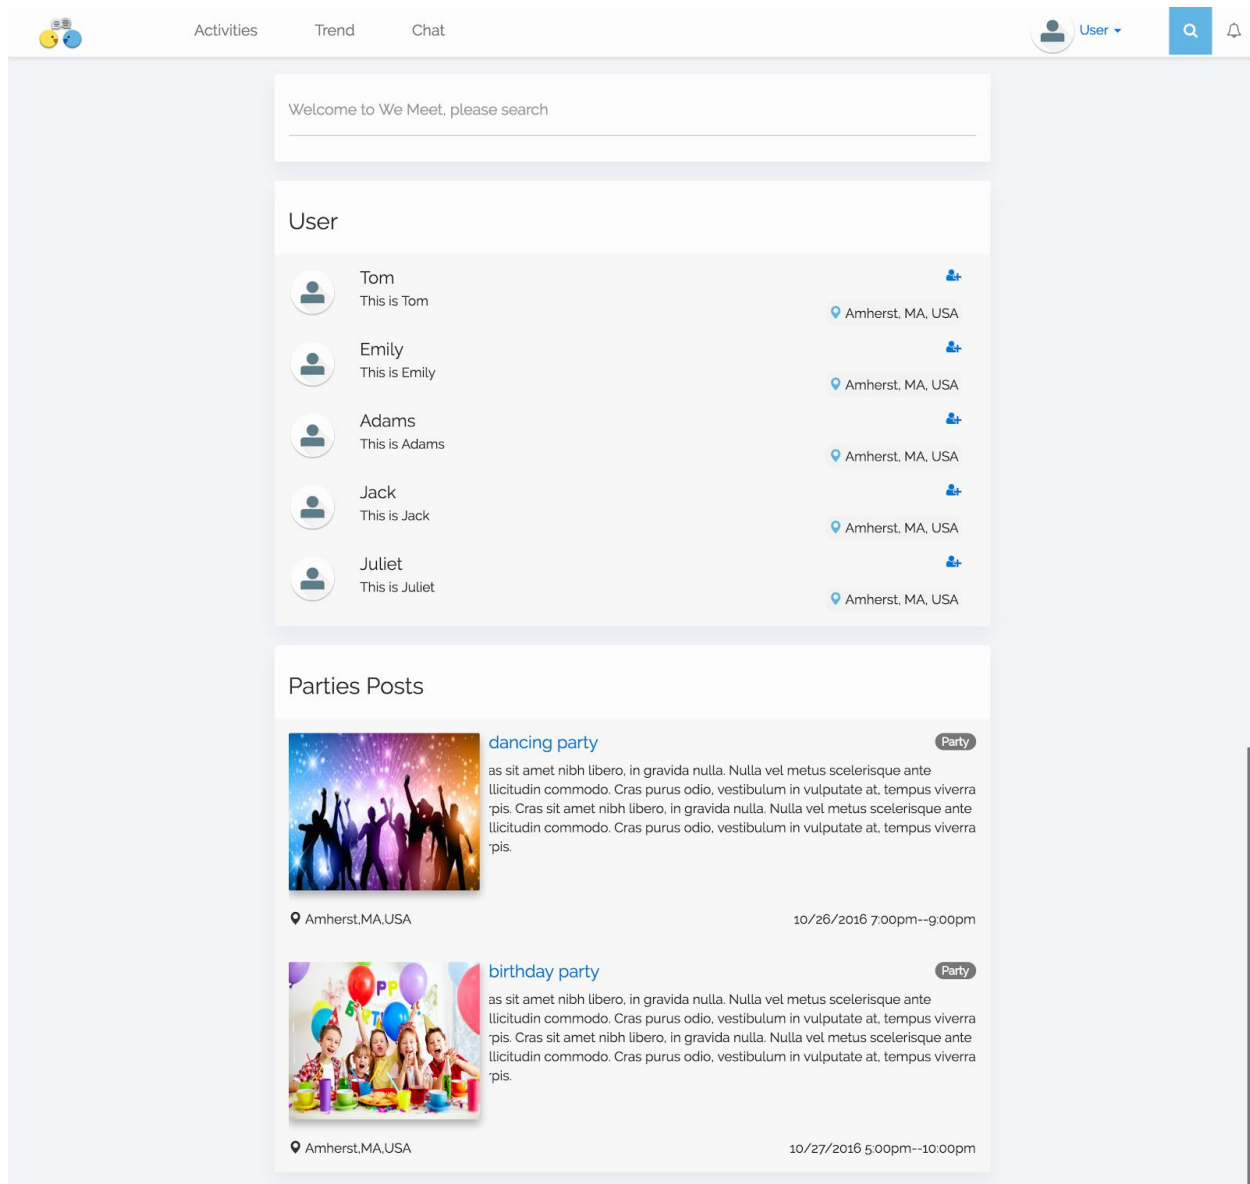 Activities Trend Chat User
Welcome to We Meet, please search
User
Tom
This is Tom
Amherst, MA, USA
Emily
This is Emily
Amherst, MA, USA
Adams
This is Adams
Amherst, MA, USA
Jack
This is Jack
Amherst, MA, USA
Juliet
This is Juliet
Amherst, MA, USA
Parties Posts
dancing party Party
as sit amet nibh libero, in gravida nulla. Nulla vel metus scelerisque ante
llicitudin commodo. Cras purus odio, vestibulum in vulputate at, tempus viverra
rpis. Cras sit amet nibh libero, in gravida nulla. Nulla vel metus scelerisque ante
llicitudin commodo. Cras purus odio, vestibulum in vulputate at, tempus viverra
rpis.
Amherst,MA,USA 10/26/2016 7:00pm--9:00pm
birthday party Party
as sit amet nibh libero, in gravida nulla. Nulla vel metus scelerisque ante
llicitudin commodo. Cras purus odio, vestibulum in vulputate at, tempus viverra
rpis. Cras sit amet nibh libero, in gravida nulla. Nulla vel metus scelerisque ante
llicitudin commodo. Cras purus odio, vestibulum in vulputate at, tempus viverra
rpis.
Amherst,MA,USA 10/27/2016 5:00pm--10:00pm